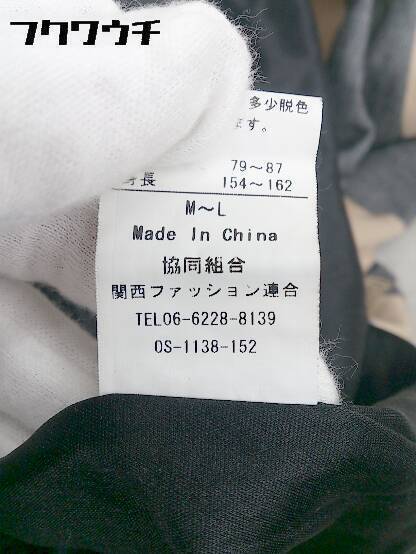 フクワウチ
多少脱色
ます。
79～87
身長 154～162
M～L
Made In China
協同組合
関西ファッション連合
TEL06-6228-8139
OS-1138-152